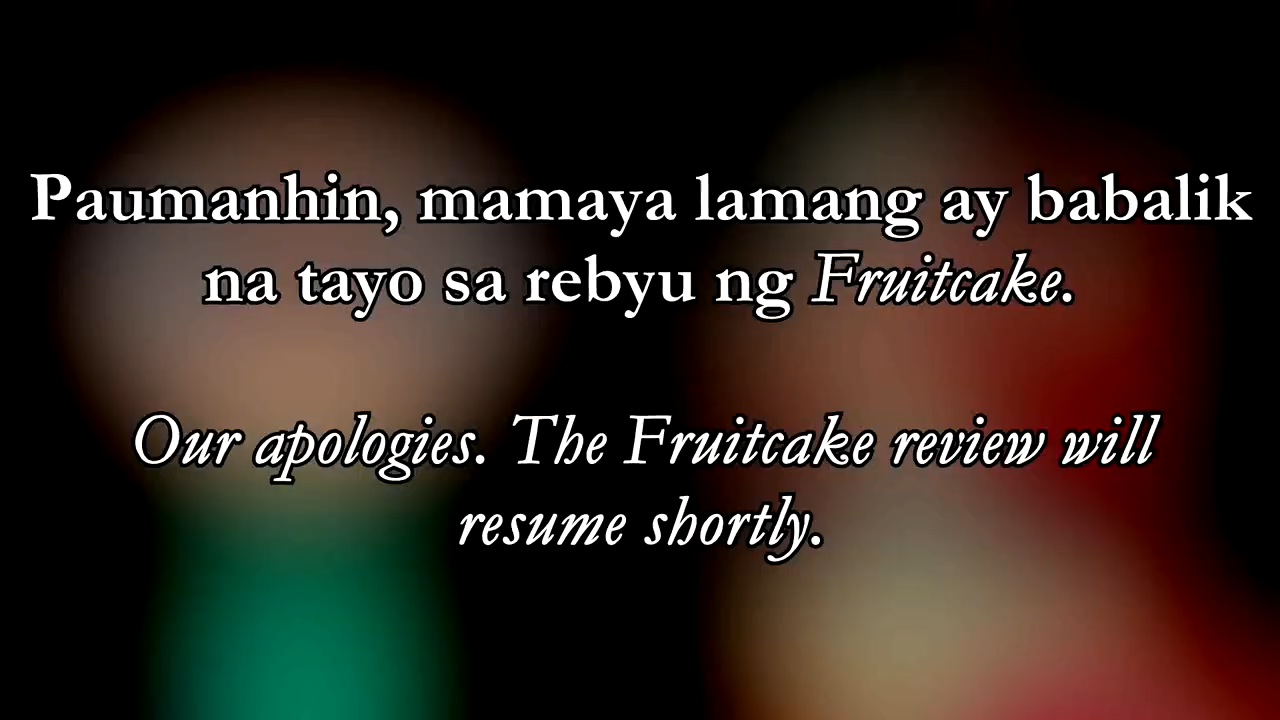 Paumanhin, mamaya lamang ay babalik
na tayo sa rebyu ng Fruitcake.
Our apologies. The Fruitcake review will
resume shortly.